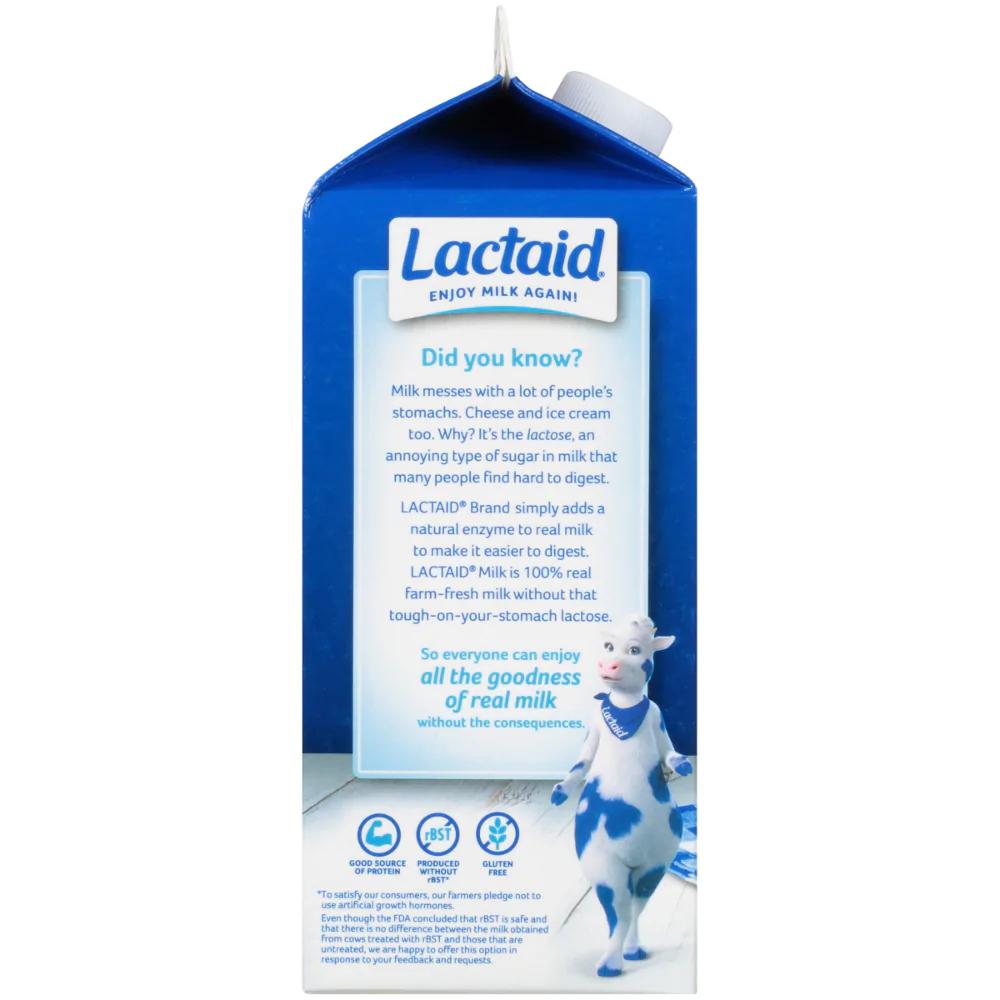 Lactaid®
ENJOY MILK AGAIN!
Did you know?
Milk messes with a lot of people's
stomachs. Cheese and ice cream
too. Why? It's the lactose, an
annoying type of sugar in milk that
many people find hard to digest.
LACTAID® Brand simply adds a
natural enzyme to real milk
to make it easier to digest.
LACTAID® Milk is 100% real
farm-fresh milk without that
tough-on-your-stomach lactose.
So everyone can enjoy
all the goodness
of real milk
without the consequences.
Lactaid
rBST
GOOD SOURCE
OF PROTEIN
PRODUCED
WITHOUT
rBST*
GLUTEN
FREE
*To satisfy our consumers, our farmers pledge not to
use artificial growth hormones.
Even though the FDA concluded that rBST is safe and
that there is no difference between the milk obtained
from cows treated with rBST and those that are
untreated, we are happy to offer this option in
response to your feedback and requests.